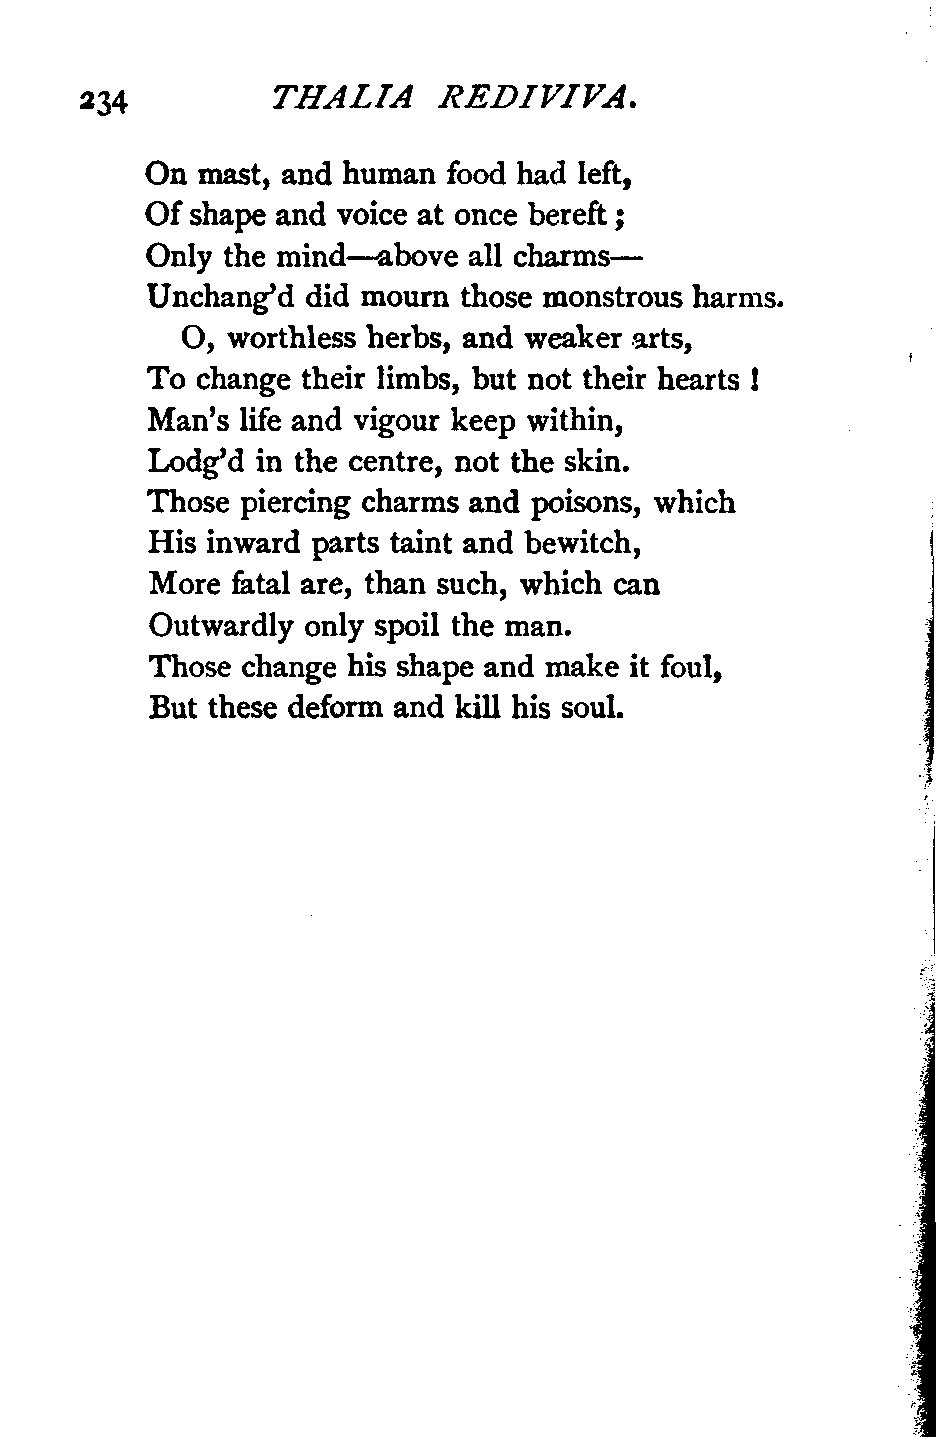 234 THALIA REDIVIVA.
On mast, and human food had left,
Of shape and voice at once bereft ;
Only the mind—above all charms—
Unchang’d did mourn those monstrous harms.
O, worthless herbs, and weaker arts,
To change their limbs, but not their hearts !
Man’s life and vigour keep within,
Lodg’d in the centre, not the skin.
Those piercing charms and poisons, which
His inward parts taint and bewitch,
More fatal are, than such, which can
Outwardly only spoil the man.
Those change his shape and make it foul,
But these deform and kill his soul.